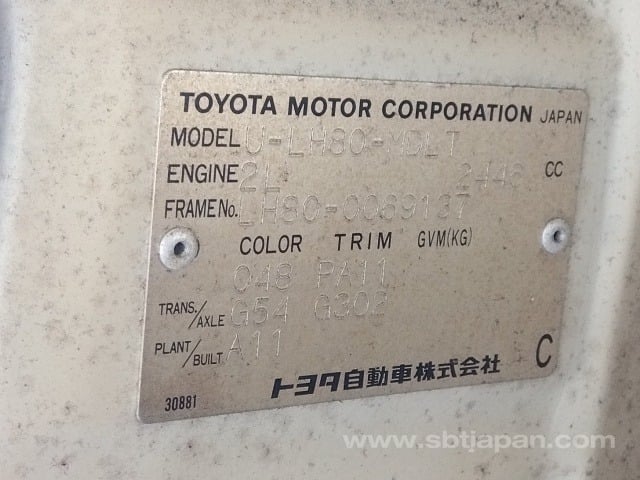 TOYOTA MOTOR CORPORATION JAPAN
MODEL U-LH80-MDLT
ENGINE 2L 2446 CC
FRAME No. LH80-0069137
COLOR TRIM GVM(KG)
048 PA11
TRANS./AXLE G54 G302
PLANT/BUILT A11
C
トヨタ自動車株式会社
30881
www.sbtjapan.com